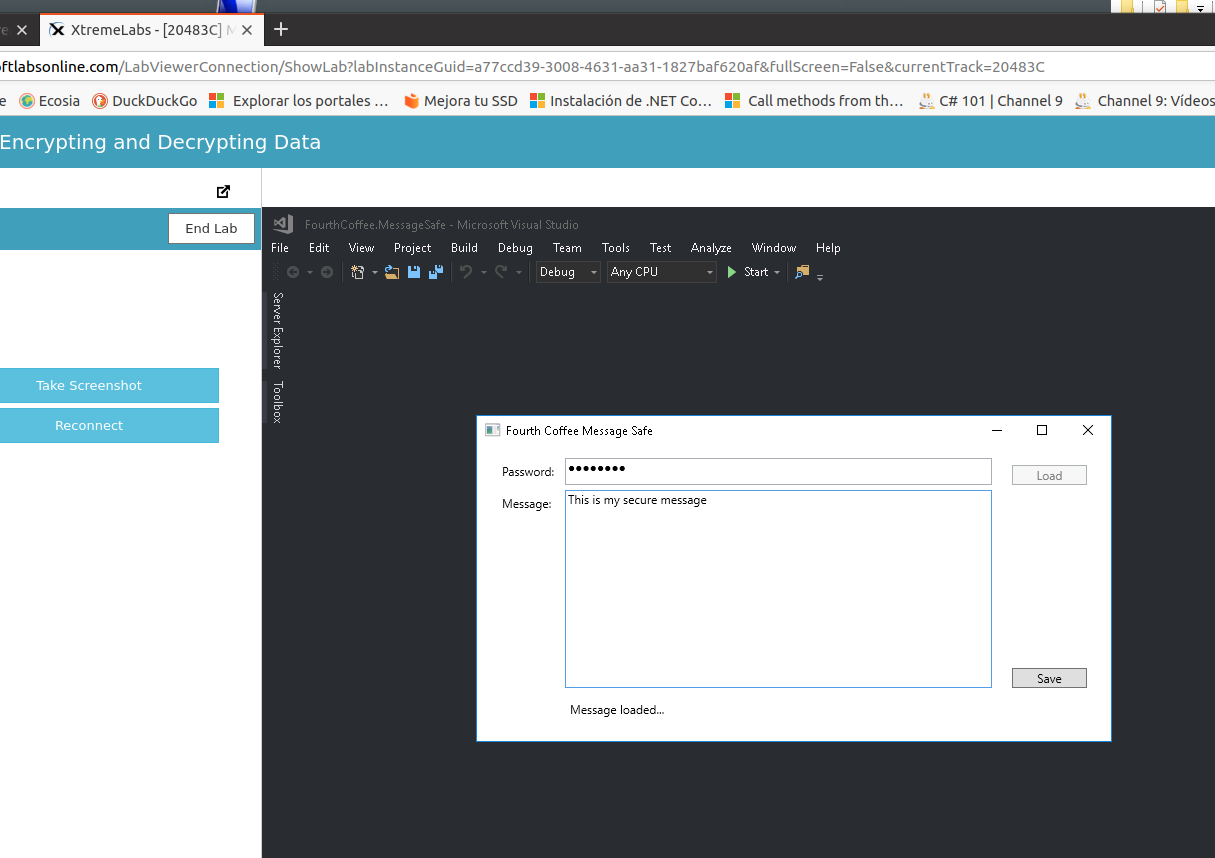 re
XtremeLabs - [20483C] M
oftlabsonline.com/LabViewerConnection/ShowLab?labInstanceGuid=a77ccd39-3008-4631-aa31-1827baf620af&fullScreen=False&currentTrack=20483C
e Ecosia DuckDuckGo Explorar los portales ... Mejora tu SSD Instalación de .NET Co... Call methods from th... C# 101 | Channel 9 Channel 9: Vídeos
Encrypting and Decrypting Data
End Lab
FourthCoffee.MessageSafe - Microsoft Visual Studio
File Edit View Project Build Debug Team Tools Test Analyze Window Help
Debug Any CPU Start
Server Explorer
Toolbox
Take Screenshot
Reconnect
Fourth Coffee Message Safe
Password: ●●●●●●●● Load
Message: This is my secure message
Save
Message loaded...